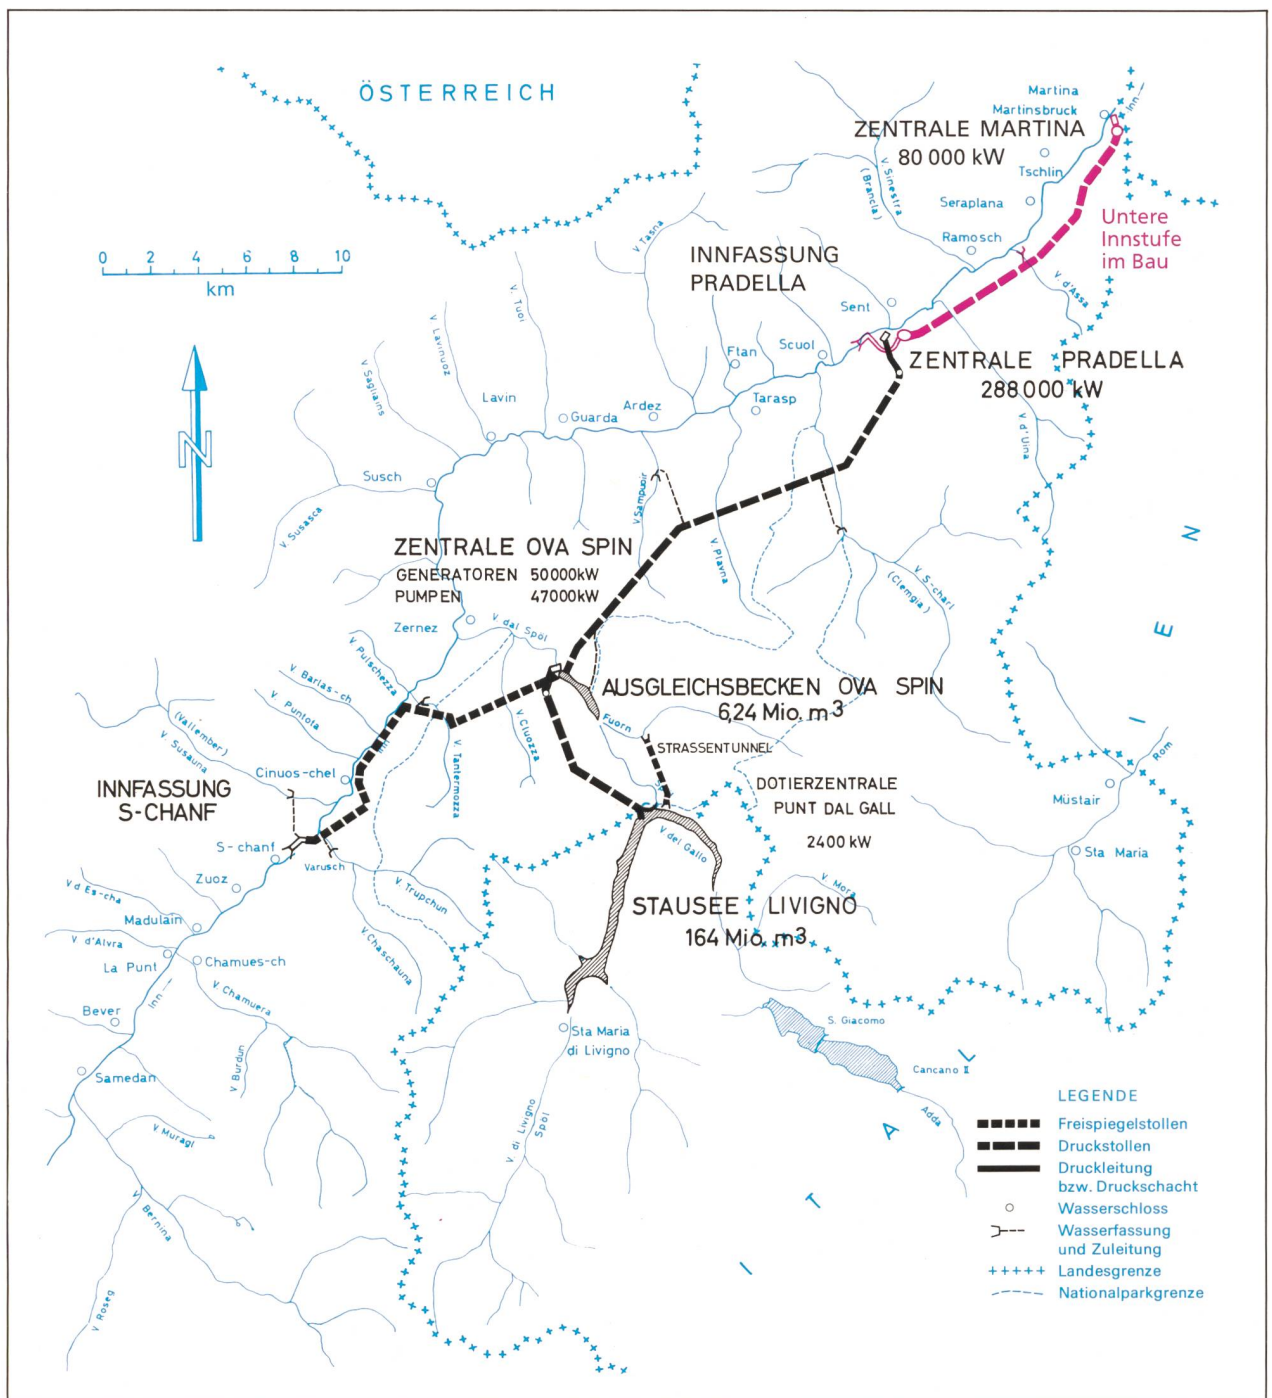 ÖSTERREICH
Martina
Martinsbruck
Inn
ZENTRALE MARTINA
80 000 kW
Tschlin
V. Sinestra
(Brancla)
Seraplana
Untere
Innstufe
im Bau
Ramosch
V. Tasna
INNFASSUNG
PRADELLA
0 2 4 6 8 10
km
V. d'Assa
V. Tuoi
Sent
V. Lavinuoz
Ftan
Scuol
ZENTRALE PRADELLA
288 000 kW
V. Sagliains
Lavin
Guarda
Ardez
Tarasp
V. d'Uina
N
Susch
V. Sampuoir
V. Susasca
ZENTRALE OVA SPIN
GENERATOREN 50000kW
PUMPEN 47000kW
V. Plavna
V. S-charl
(Clemgia)
Zernez
V. dal Spöl
V. Pülschezza
V. Barlas-ch
V. Puntota
AUSGLEICHSBECKEN OVA SPIN
6,24 Mio. m³
(Vallember)
V. Susauna
Inn
V. Tantermozza
V. Cluozza
Fuorn
STRASSENTUNNEL
Rom
Cinuos-chel
INNFASSUNG
S-CHANF
DOTIERZENTRALE
PUNT DAL GALL
2400 kW
Müstair
S-chanf
Varusch
V. del Gallo
Sta Maria
Zuoz
V. Trupchun
V. Mora
V d Es-cha
Madulain
STAUSEE LIVIGNO
164 Mio. m³
V. d'Alvra
La Punt
Chamues-ch
V. Chaschauna
Inn
V. Chamuera
Bever
Sta Maria
di Livigno
S. Giacomo
V. Burdun
Samedan
Cancano II
Adda
V. Muragl
V. di Livigno
Spöl
V. Bernina
V. Roseg
ITALIEN
LEGENDE
Freispiegelstollen
Druckstollen
Druckleitung
bzw. Druckschacht
Wasserschloss
Wasserfassung
und Zuleitung
Landesgrenze
Nationalparkgrenze